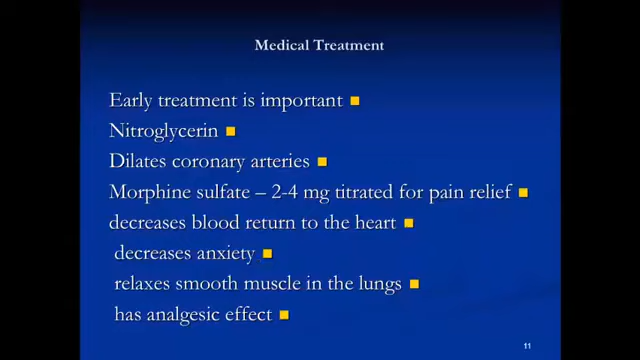 Medical Treatment
Early treatment is important
Nitroglycerin
Dilates coronary arteries
Morphine sulfate – 2-4 mg titrated for pain relief
decreases blood return to the heart
decreases anxiety
relaxes smooth muscle in the lungs
has analgesic effect
11